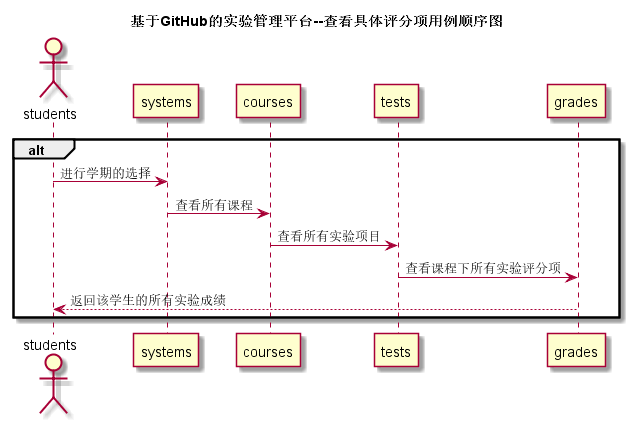 基于GitHub的实验管理平台--查看具体评分项用例顺序图
students
systems
courses
tests
grades
alt
进行学期的选择
查看所有课程
查看所有实验项目
查看课程下所有实验评分项
返回该学生的所有实验成绩
students
systems
courses
tests
grades